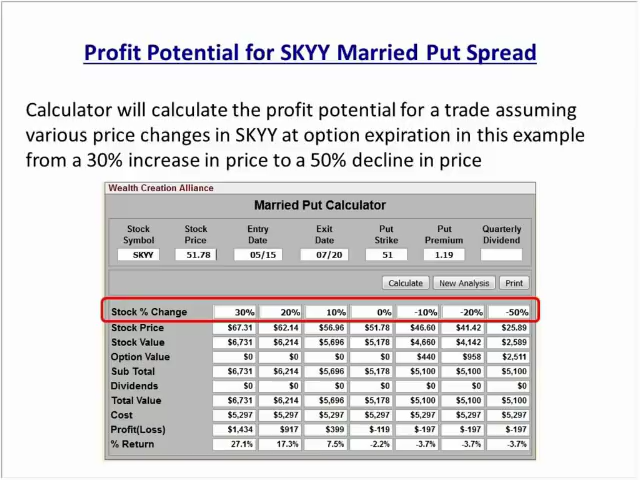 Profit Potential for SKYY Married Put Spread
Calculator will calculate the profit potential for a trade assuming
various price changes in SKYY at option expiration in this example
from a 30% increase in price to a 50% decline in price
Wealth Creation Alliance
Married Put Calculator
Stock Symbol Stock Price Entry Date Exit Date Put Strike Put Premium Quarterly Dividend
SKYY 51.78 05/15 07/20 51 1.19
Calculate New Analysis Print
Stock % Change 30% 20% 10% 0% -10% -20% -50%
Stock Price $67.31 $62.14 $56.96 $51.78 $46.60 $41.42 $25.89
Stock Value $6,731 $6,214 $5,696 $5,178 $4,660 $4,142 $2,589
Option Value $0 $0 $0 $0 $440 $958 $2,511
Sub Total $6,731 $6,214 $5,696 $5,178 $5,100 $5,100 $5,100
Dividends $0 $0 $0 $0 $0 $0 $0
Total Value $6,731 $6,214 $5,696 $5,178 $5,100 $5,100 $5,100
Cost $5,297 $5,297 $5,297 $5,297 $5,297 $5,297 $5,297
Profit(Loss) $1,434 $917 $399 $-119 $-197 $-197 $-197
% Return 27.1% 17.3% 7.5% -2.2% -3.7% -3.7% -3.7%